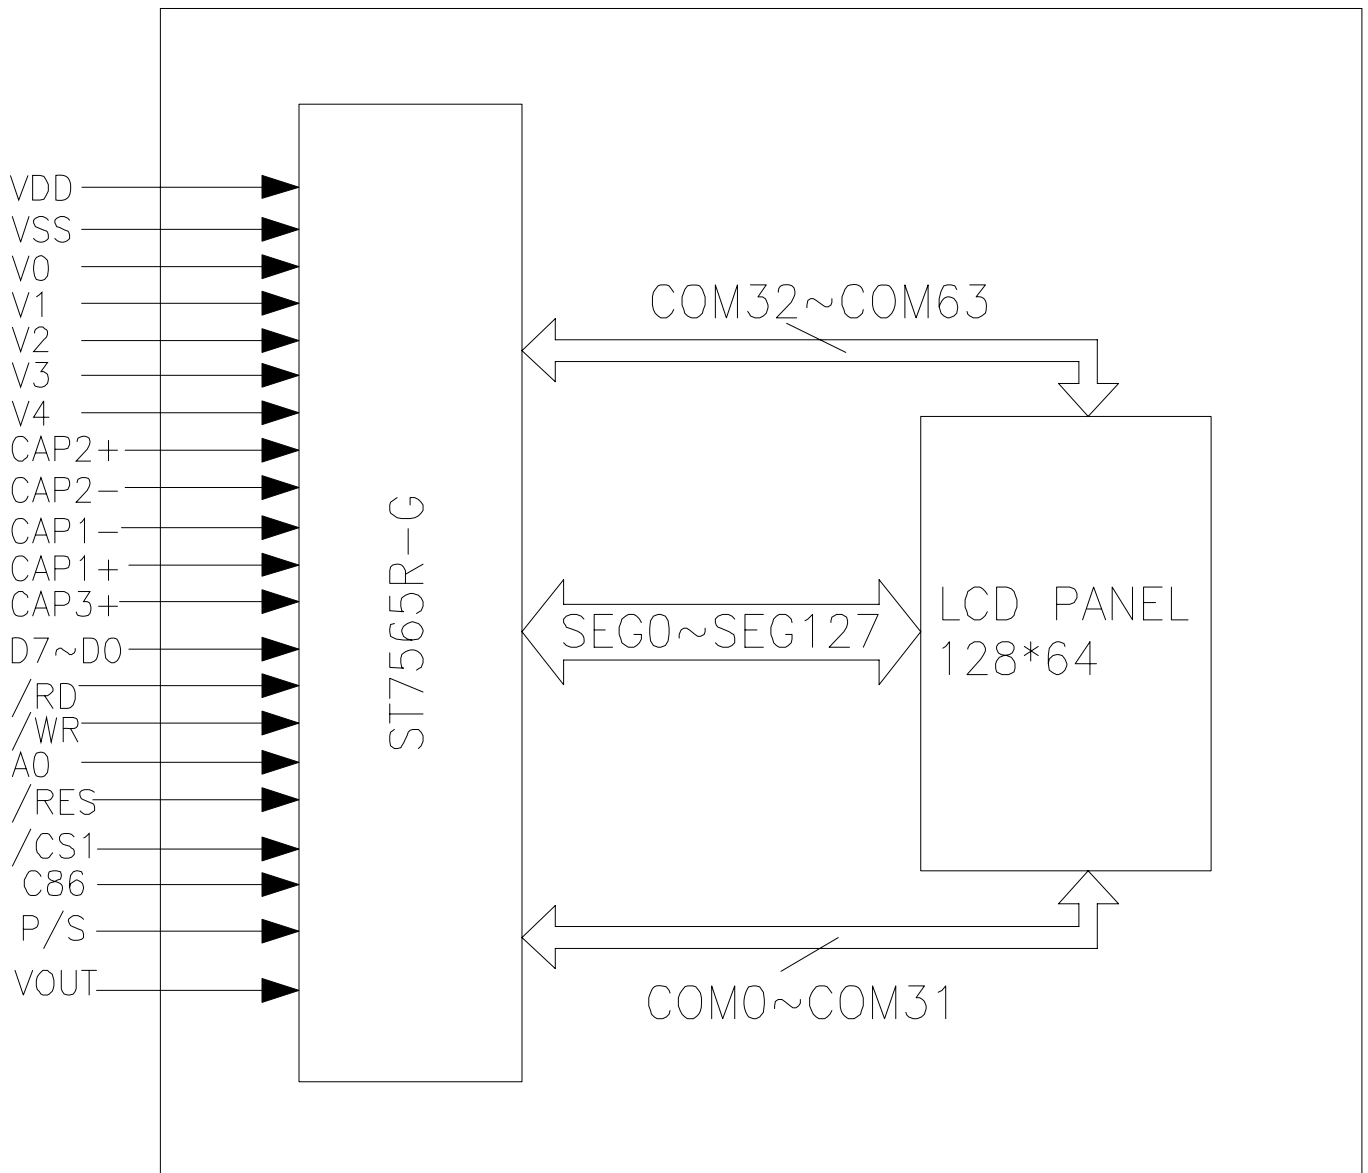 VDD
VSS
V0
V1
V2
V3
V4
CAP2+
CAP2-
CAP1-
CAP1+
CAP3+
D7~D0
/RD
/WR
A0
/RES
/CS1
C86
P/S
VOUT
ST7565R-G
COM32~COM63
SEG0~SEG127
COM0~COM31
LCD PANEL
128*64